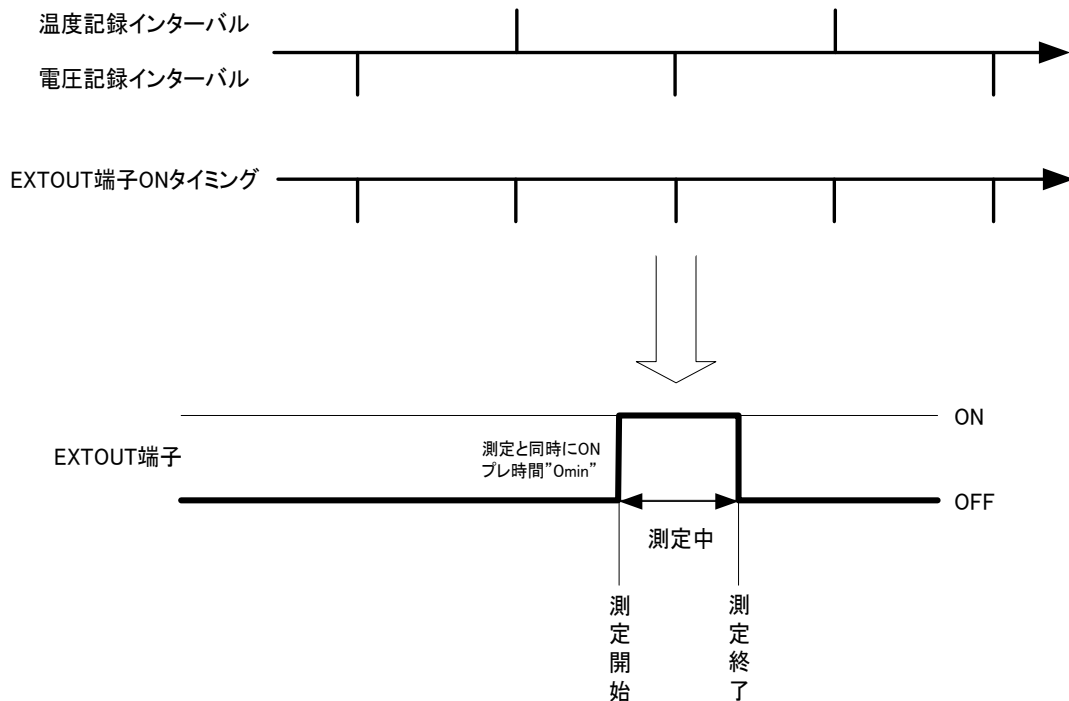 温度記録インターバル
電圧記録インターバル
EXTOUT端子ONタイミング
ON
測定と同時にON
プレ時間”0min”
EXTOUT端子
OFF
測定中
測定開始
測定終了